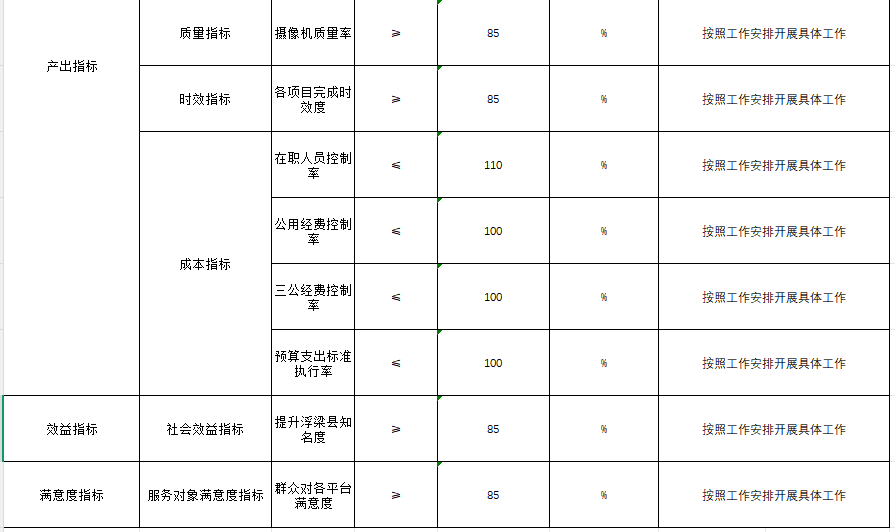 质量指标
摄像机质量率
≥
85
%
按照工作安排开展具体工作
产出指标
时效指标
各项目完成时
效度
≥
85
%
按照工作安排开展具体工作
成本指标
在职人员控制
率
≤
110
%
按照工作安排开展具体工作
公用经费控制
率
≤
100
%
按照工作安排开展具体工作
三公经费控制
率
≤
100
%
按照工作安排开展具体工作
预算支出标准
执行率
≤
100
%
按照工作安排开展具体工作
效益指标
社会效益指标
提升浮梁县知
名度
≥
85
%
按照工作安排开展具体工作
满意度指标
服务对象满意度指标
群众对各平台
满意度
≥
85
%
按照工作安排开展具体工作